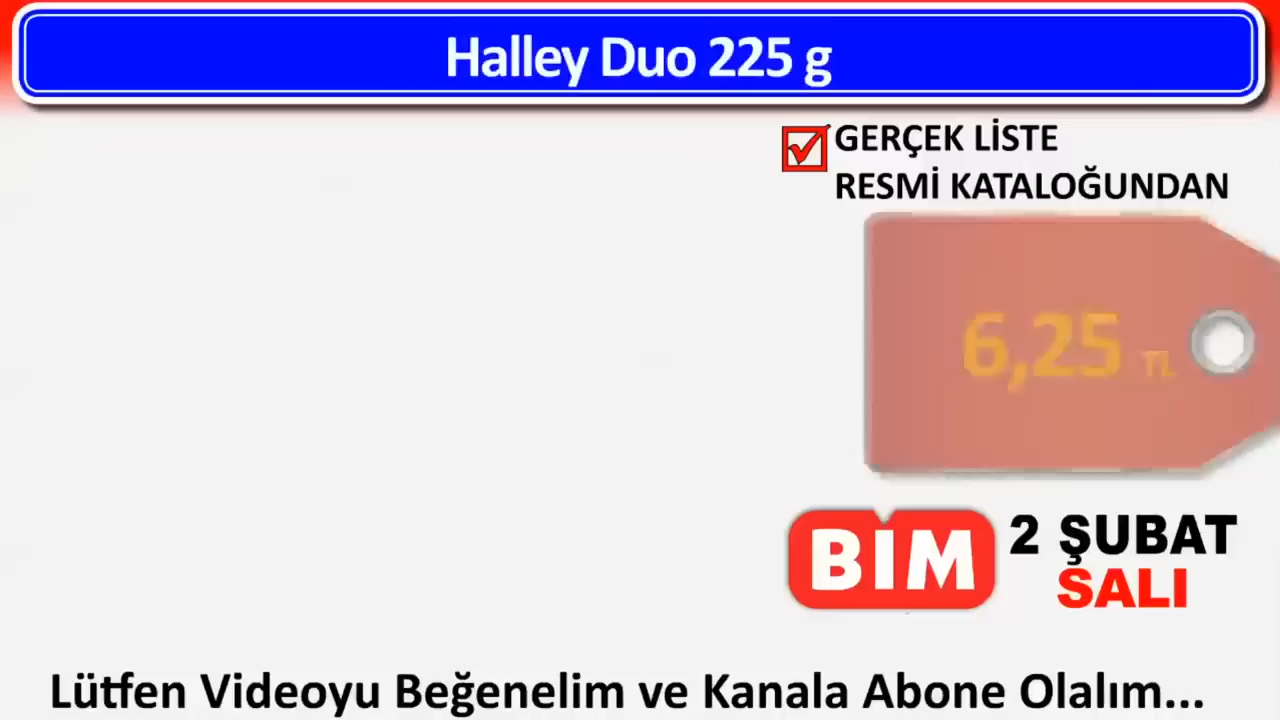 Halley Duo 225 g
GERÇEK LİSTE
RESMİ KATALOĞUNDAN
6,25 TL
BİM
2 ŞUBAT
SALI
Lütfen Videoyu Beğenelim ve Kanala Abone Olalım...